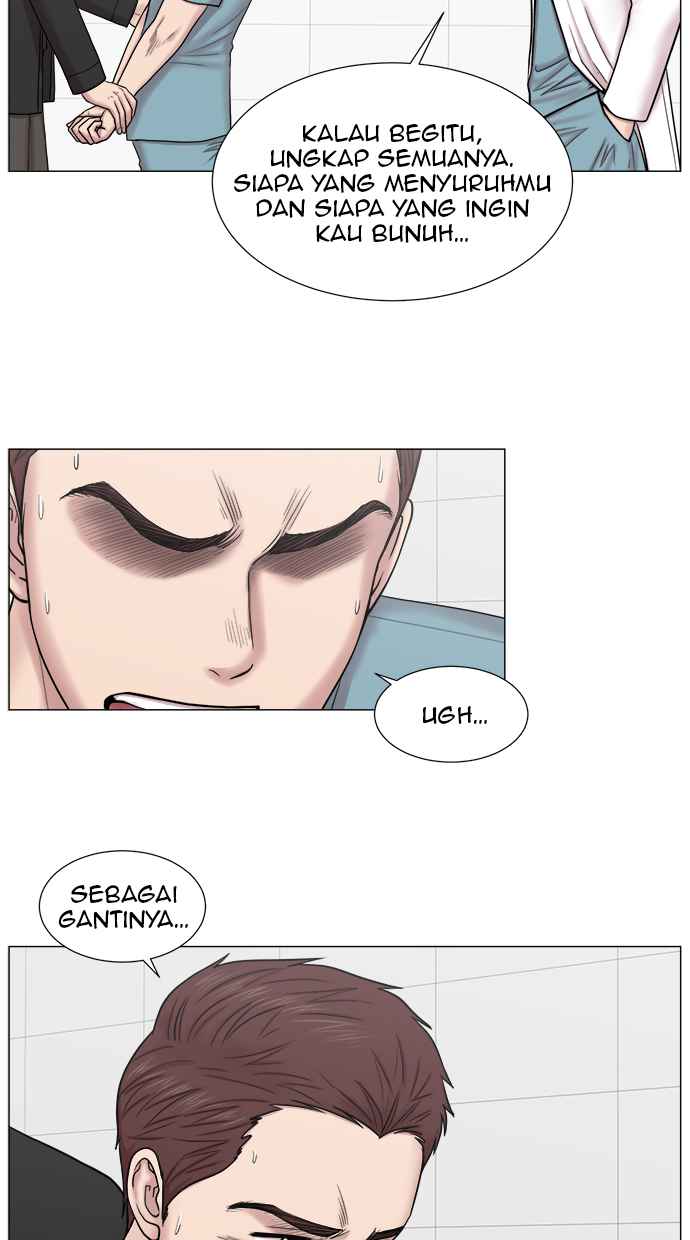 KALAU BEGITU,
UNGKAP SEMUANYA.
SIAPA YANG MENYURUHMU
DAN SIAPA YANG INGIN
KAU BUNUH...
UGH...
SEBAGAI
GANTINYA...